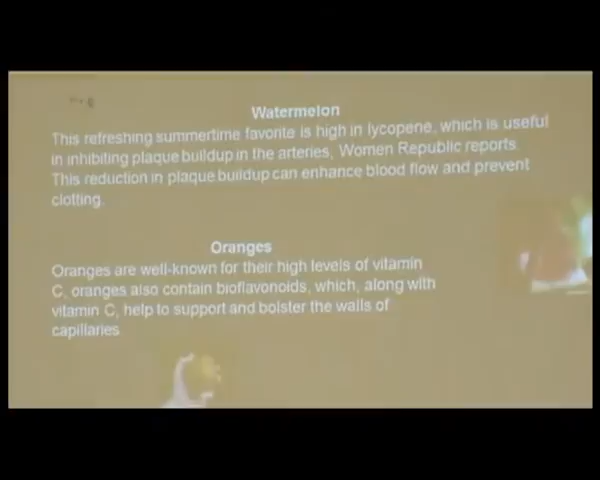 Watermelon
This refreshing summertime favorite is high in lycopene, which is useful
in inhibiting plaque buildup in the arteries, Women Republic reports.
This reduction in plaque buildup can enhance blood flow and prevent
clotting.
Oranges
Oranges are well-known for their high levels of vitamin
C, oranges also contain bioflavonoids, which, along with
vitamin C, help to support and bolster the walls of
capillaries